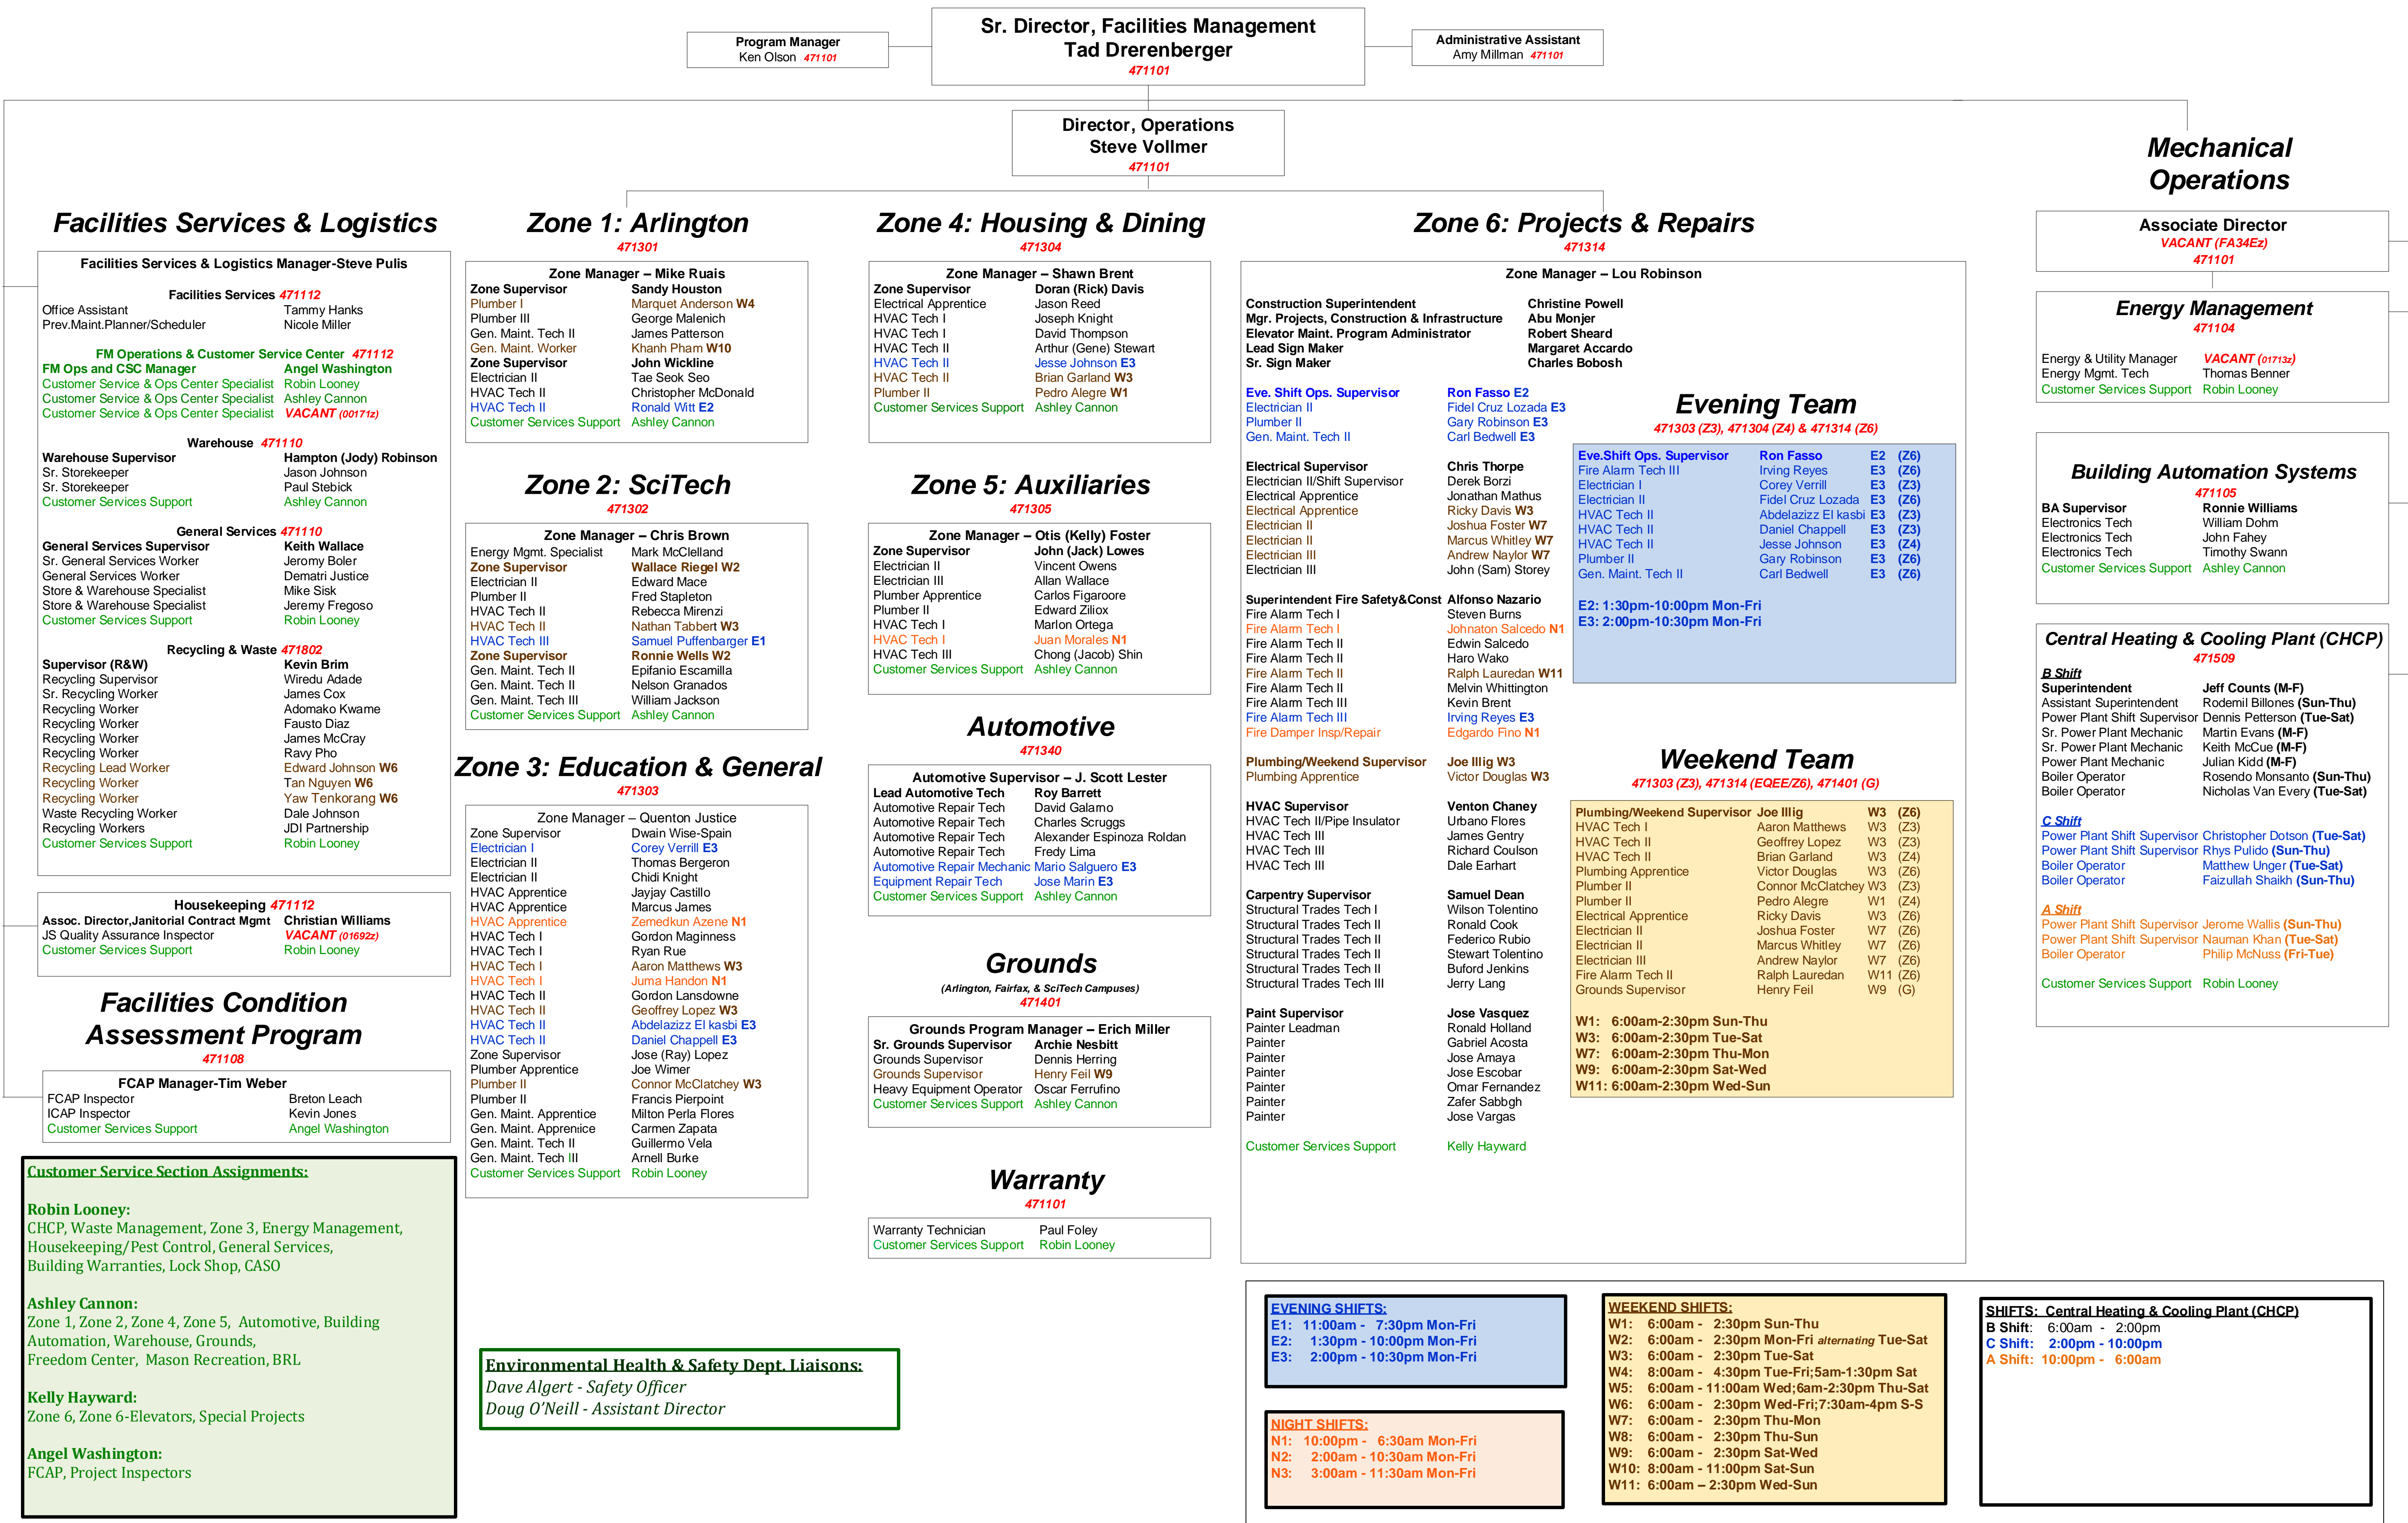 Sr. Director, Facilities Management
Tad Drerenberger
471101
Program Manager
Ken Olson 471101
Administrative Assistant
Amy Millman 471101
Director, Operations
Steve Vollmer
471101
Facilities Services & Logistics
Facilities Services & Logistics Manager-Steve Pulis
Facilities Services 471112
Office Assistant Tammy Hanks
Prev.Maint.Planner/Scheduler Nicole Miller
FM Operations & Customer Service Center 471112
FM Ops and CSC Manager Angel Washington
Customer Service & Ops Center Specialist Robin Looney
Customer Service & Ops Center Specialist Ashley Cannon
Customer Service & Ops Center Specialist VACANT (00171z)
Warehouse 471110
Warehouse Supervisor Hampton (Jody) Robinson
Sr. Storekeeper Jason Johnson
Sr. Storekeeper Paul Stebick
Customer Services Support Ashley Cannon
General Services 471110
General Services Supervisor Keith Wallace
Sr. General Services Worker Jeromy Boler
General Services Worker Dematri Justice
Store & Warehouse Specialist Mike Sisk
Store & Warehouse Specialist Jeremy Fregoso
Customer Services Support Robin Looney
Recycling & Waste 471802
Supervisor (R&W) Kevin Brim
Recycling Supervisor Wiredu Adade
Sr. Recycling Worker James Cox
Recycling Worker Adomako Kwame
Recycling Worker Fausto Diaz
Recycling Worker James McCray
Recycling Worker Ravy Pho
Recycling Lead Worker Edward Johnson W6
Recycling Worker Tan Nguyen W6
Recycling Worker Yaw Tenkorang W6
Waste Recycling Worker Dale Johnson
Recycling Workers JDI Partnership
Customer Services Support Robin Looney
Housekeeping 471112
Assoc. Director,Janitorial Contract Mgmt Christian Williams
JS Quality Assurance Inspector VACANT (01692z)
Customer Services Support Robin Looney
Facilities Condition
Assessment Program
471108
FCAP Manager-Tim Weber
FCAP Inspector Breton Leach
ICAP Inspector Kevin Jones
Customer Services Support Angel Washington
Customer Service Section Assignments:
Robin Looney:
CHCP, Waste Management, Zone 3, Energy Management,
Housekeeping/Pest Control, General Services,
Building Warranties, Lock Shop, CASO
Ashley Cannon:
Zone 1, Zone 2, Zone 4, Zone 5, Automotive, Building
Automation, Warehouse, Grounds,
Freedom Center, Mason Recreation, BRL
Kelly Hayward:
Zone 6, Zone 6-Elevators, Special Projects
Angel Washington:
FCAP, Project Inspectors
Zone 1: Arlington
471301
Zone Manager – Mike Ruais
Zone Supervisor Sandy Houston
Plumber I Marquet Anderson W4
Plumber III George Malenich
Gen. Maint. Tech II James Patterson
Gen. Maint. Worker Khanh Pham W10
Zone Supervisor John Wickline
Electrician II Tae Seok Seo
HVAC Tech II Christopher McDonald
HVAC Tech II Ronald Witt E2
Customer Services Support Ashley Cannon
Zone 2: SciTech
471302
Zone Manager – Chris Brown
Energy Mgmt. Specialist Mark McClelland
Zone Supervisor Wallace Riegel W2
Electrician II Edward Mace
Plumber II Fred Stapleton
HVAC Tech II Rebecca Mirenzi
HVAC Tech II Nathan Tabbert W3
HVAC Tech III Samuel Puffenbarger E1
Zone Supervisor Ronnie Wells W2
Gen. Maint. Tech II Epifanio Escamilla
Gen. Maint. Tech II Nelson Granados
Gen. Maint. Tech III William Jackson
Customer Services Support Ashley Cannon
Zone 3: Education & General
471303
Zone Manager – Quenton Justice
Zone Supervisor Dwain Wise-Spain
Electrician I Corey Verrill E3
Electrician II Thomas Bergeron
Electrician II Chidi Knight
HVAC Apprentice Jayjay Castillo
HVAC Apprentice Marcus James
HVAC Apprentice Zemedkun Azene N1
HVAC Tech I Gordon Maginness
HVAC Tech I Ryan Rue
HVAC Tech I Aaron Matthews W3
HVAC Tech I Juma Handon N1
HVAC Tech II Gordon Lansdowne
HVAC Tech II Geoffrey Lopez W3
HVAC Tech II Abdelazizz El kasbi E3
HVAC Tech II Daniel Chappell E3
Zone Supervisor Jose (Ray) Lopez
Plumber Apprentice Joe Wimer
Plumber II Connor McClatchey W3
Plumber II Francis Pierpoint
Gen. Maint. Apprentice Milton Perla Flores
Gen. Maint. Apprenice Carmen Zapata
Gen. Maint. Tech II Guillermo Vela
Gen. Maint. Tech III Arnell Burke
Customer Services Support Robin Looney
Environmental Health & Safety Dept. Liaisons:
Dave Algert - Safety Officer
Doug O'Neill - Assistant Director
Zone 4: Housing & Dining
471304
Zone Manager – Shawn Brent
Zone Supervisor Doran (Rick) Davis
Electrical Apprentice Jason Reed
HVAC Tech I Joseph Knight
HVAC Tech I David Thompson
HVAC Tech II Arthur (Gene) Stewart
HVAC Tech II Jesse Johnson E3
HVAC Tech II Brian Garland W3
Plumber II Pedro Alegre W1
Customer Services Support Ashley Cannon
Zone 5: Auxiliaries
471305
Zone Manager – Otis (Kelly) Foster
Zone Supervisor John (Jack) Lowes
Electrician II Vincent Owens
Electrician III Allan Wallace
Plumber Apprentice Carlos Figaroore
Plumber II Edward Ziliox
HVAC Tech I Marlon Ortega
HVAC Tech I Juan Morales N1
HVAC Tech III Chong (Jacob) Shin
Customer Services Support Ashley Cannon
Automotive
471340
Automotive Supervisor – J. Scott Lester
Lead Automotive Tech Roy Barrett
Automotive Repair Tech David Galamo
Automotive Repair Tech Charles Scruggs
Automotive Repair Tech Alexander Espinoza Roldan
Automotive Repair Tech Fredy Lima
Automotive Repair Mechanic Mario Salguero E3
Equipment Repair Tech Jose Marin E3
Customer Services Support Ashley Cannon
Grounds
(Arlington, Fairfax, & SciTech Campuses)
471401
Grounds Program Manager – Erich Miller
Sr. Grounds Supervisor Archie Nesbitt
Grounds Supervisor Dennis Herring
Grounds Supervisor Henry Feil W9
Heavy Equipment Operator Oscar Ferrufino
Customer Services Support Ashley Cannon
Warranty
471101
Warranty Technician Paul Foley
Customer Services Support Robin Looney
Zone 6: Projects & Repairs
471314
Zone Manager – Lou Robinson
Construction Superintendent Christine Powell
Mgr. Projects, Construction & Infrastructure Abu Monjer
Elevator Maint. Program Administrator Robert Sheard
Lead Sign Maker Margaret Accardo
Sr. Sign Maker Charles Bobosh
Eve. Shift Ops. Supervisor Ron Fasso E2
Electrician II Fidel Cruz Lozada E3
Plumber II Gary Robinson E3
Gen. Maint. Tech II Carl Bedwell E3
Electrical Supervisor Chris Thorpe
Electrician II/Shift Supervisor Derek Borzi
Electrical Apprentice Jonathan Mathus
Electrical Apprentice Ricky Davis W3
Electrician II Joshua Foster W7
Electrician II Marcus Whitley W7
Electrician III Andrew Naylor W7
Electrician III John (Sam) Storey
Superintendent Fire Safety&Const Alfonso Nazario
Fire Alarm Tech I Steven Burns
Fire Alarm Tech I Johnaton Salcedo N1
Fire Alarm Tech II Edwin Salcedo
Fire Alarm Tech II Haro Wako
Fire Alarm Tech II Ralph Lauredan W11
Fire Alarm Tech II Melvin Whittington
Fire Alarm Tech III Kevin Brent
Fire Alarm Tech III Irving Reyes E3
Fire Damper Insp/Repair Edgardo Fino N1
Plumbing/Weekend Supervisor Joe Illig W3
Plumbing Apprentice Victor Douglas W3
HVAC Supervisor Venton Chaney
HVAC Tech II/Pipe Insulator Urbano Flores
HVAC Tech III James Gentry
HVAC Tech III Richard Coulson
HVAC Tech III Dale Earhart
Carpentry Supervisor Samuel Dean
Structural Trades Tech I Wilson Tolentino
Structural Trades Tech II Ronald Cook
Structural Trades Tech II Federico Rubio
Structural Trades Tech II Stewart Tolentino
Structural Trades Tech II Buford Jenkins
Structural Trades Tech III Jerry Lang
Paint Supervisor Jose Vasquez
Painter Leadman Ronald Holland
Painter Gabriel Acosta
Painter Jose Amaya
Painter Jose Escobar
Painter Omar Fernandez
Painter Zafer Sabbgh
Painter Jose Vargas
Customer Services Support Kelly Hayward
Evening Team
471303 (Z3), 471304 (Z4) & 471314 (Z6)
Eve.Shift Ops. Supervisor Ron Fasso E2 (Z6)
Fire Alarm Tech III Irving Reyes E3 (Z6)
Electrician I Corey Verrill E3 (Z3)
Electrician II Fidel Cruz Lozada E3 (Z6)
HVAC Tech II Abdelazizz El kasbi E3 (Z3)
HVAC Tech II Daniel Chappell E3 (Z3)
HVAC Tech II Jesse Johnson E3 (Z4)
Plumber II Gary Robinson E3 (Z6)
Gen. Maint. Tech II Carl Bedwell E3 (Z6)
E2: 1:30pm-10:00pm Mon-Fri
E3: 2:00pm-10:30pm Mon-Fri
Weekend Team
471303 (Z3), 471314 (EQEE/Z6), 471401 (G)
Plumbing/Weekend Supervisor Joe Illig W3 (Z6)
HVAC Tech I Aaron Matthews W3 (Z3)
HVAC Tech II Geoffrey Lopez W3 (Z3)
HVAC Tech II Brian Garland W3 (Z4)
Plumbing Apprentice Victor Douglas W3 (Z6)
Plumber II Connor McClatchey W3 (Z3)
Plumber II Pedro Alegre W1 (Z4)
Electrical Apprentice Ricky Davis W3 (Z6)
Electrician II Joshua Foster W7 (Z6)
Electrician II Marcus Whitley W7 (Z6)
Electrician III Andrew Naylor W7 (Z6)
Fire Alarm Tech II Ralph Lauredan W11 (Z6)
Grounds Supervisor Henry Feil W9 (G)
W1: 6:00am-2:30pm Sun-Thu
W3: 6:00am-2:30pm Tue-Sat
W7: 6:00am-2:30pm Thu-Mon
W9: 6:00am-2:30pm Sat-Wed
W11: 6:00am-2:30pm Wed-Sun
Mechanical
Operations
Associate Director
VACANT (FA34Ez)
471101
Energy Management
471104
Energy & Utility Manager VACANT (01713z)
Energy Mgmt. Tech Thomas Benner
Customer Services Support Robin Looney
Building Automation Systems
471105
BA Supervisor Ronnie Williams
Electronics Tech William Dohm
Electronics Tech John Fahey
Electronics Tech Timothy Swann
Customer Services Support Ashley Cannon
Central Heating & Cooling Plant (CHCP)
471509
B Shift
Superintendent Jeff Counts (M-F)
Assistant Superintendent Rodemil Billones (Sun-Thu)
Power Plant Shift Supervisor Dennis Petterson (Tue-Sat)
Sr. Power Plant Mechanic Martin Evans (M-F)
Sr. Power Plant Mechanic Keith McCue (M-F)
Power Plant Mechanic Julian Kidd (M-F)
Boiler Operator Rosendo Monsanto (Sun-Thu)
Boiler Operator Nicholas Van Every (Tue-Sat)
C Shift
Power Plant Shift Supervisor Christopher Dotson (Tue-Sat)
Power Plant Shift Supervisor Rhys Pulido (Sun-Thu)
Boiler Operator Matthew Unger (Tue-Sat)
Boiler Operator Faizullah Shaikh (Sun-Thu)
A Shift
Power Plant Shift Supervisor Jerome Wallis (Sun-Thu)
Power Plant Shift Supervisor Nauman Khan (Tue-Sat)
Boiler Operator Philip McNuss (Fri-Tue)
Customer Services Support Robin Looney
EVENING SHIFTS:
E1: 11:00am - 7:30pm Mon-Fri
E2: 1:30pm - 10:00pm Mon-Fri
E3: 2:00pm - 10:30pm Mon-Fri
NIGHT SHIFTS:
N1: 10:00pm - 6:30am Mon-Fri
N2: 2:00am - 10:30am Mon-Fri
N3: 3:00am - 11:30am Mon-Fri
WEEKEND SHIFTS:
W1: 6:00am - 2:30pm Sun-Thu
W2: 6:00am - 2:30pm Mon-Fri alternating Tue-Sat
W3: 6:00am - 2:30pm Tue-Sat
W4: 8:00am - 4:30pm Tue-Fri;5am-1:30pm Sat
W5: 6:00am - 11:00am Wed;6am-2:30pm Thu-Sat
W6: 6:00am - 2:30pm Wed-Fri;7:30am-4pm S-S
W7: 6:00am - 2:30pm Thu-Mon
W8: 6:00am - 2:30pm Thu-Sun
W9: 6:00am - 2:30pm Sat-Wed
W10: 8:00am - 11:00pm Sat-Sun
W11: 6:00am – 2:30pm Wed-Sun
SHIFTS: Central Heating & Cooling Plant (CHCP)
B Shift: 6:00am - 2:00pm
C Shift: 2:00pm - 10:00pm
A Shift: 10:00pm - 6:00am